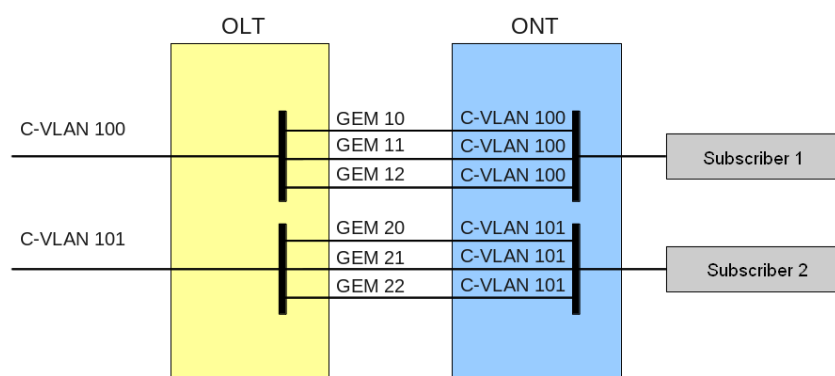 OLT
ONT
C-VLAN 100
GEM 10
C-VLAN 100
GEM 11
C-VLAN 100
GEM 12
C-VLAN 100
Subscriber 1
C-VLAN 101
GEM 20
C-VLAN 101
GEM 21
C-VLAN 101
GEM 22
C-VLAN 101
Subscriber 2